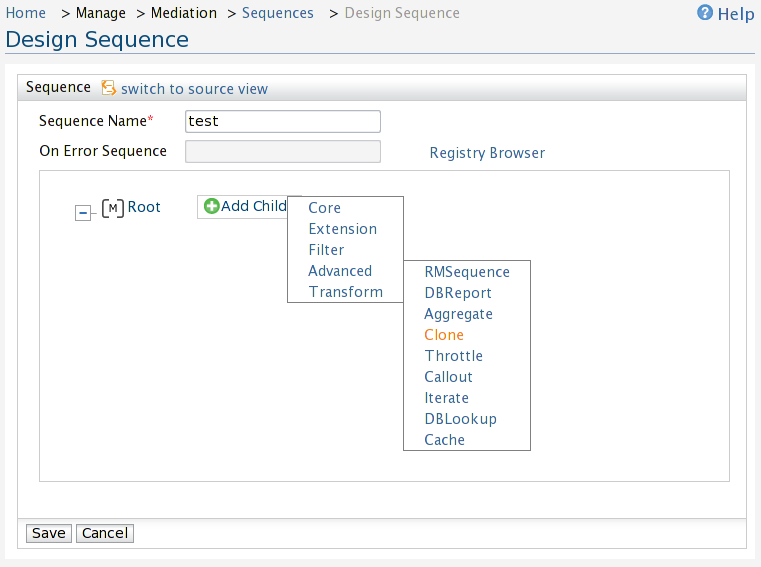 Home > Manage > Mediation > Sequences > Design Sequence Help
Design Sequence
Sequence switch to source view
Sequence Name* test
On Error Sequence Registry Browser
Root Add Child
Core
Extension
Filter
Advanced
Transform
RMSequence
DBReport
Aggregate
Clone
Throttle
Callout
Iterate
DBLookup
Cache
Save Cancel